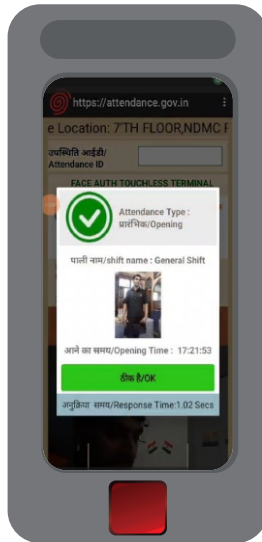 https://attendance.gov.in
e Location: 7'TH FLOOR,NDMC F
उपस्थिति आईडी/
Attendance ID
FACE AUTH TOUCHLESS TERMINAL
Attendance Type :
प्रारंभिक/Opening
पाली नाम/shift name : General Shift
आने का समय/Opening Time : 17:21:53
ठीक है/OK
अनुक्रिया समय/Response Time:1.02 Secs